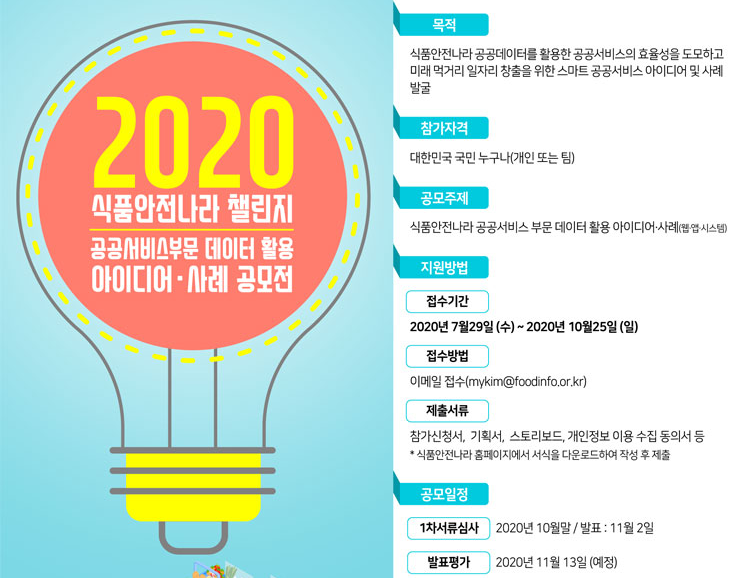 2020
식품안전나라 챌린지
공공서비스부문 데이터 활용
아이디어·사례 공모전
목적
식품안전나라 공공데이터를 활용한 공공서비스의 효율성을 도모하고
미래 먹거리 일자리 창출을 위한 스마트 공공서비스 아이디어 및 사례
발굴
참가자격
대한민국 국민 누구나(개인 또는 팀)
공모주제
식품안전나라 공공서비스 부문 데이터 활용 아이디어·사례(웹·앱·시스템)
지원방법
접수기간
2020년 7월29일 (수) ~ 2020년 10월25일 (일)
접수방법
이메일 접수(mykim@foodinfo.or.kr)
제출서류
참가신청서, 기획서, 스토리보드, 개인정보 이용 수집 동의서 등
* 식품안전나라 홈페이지에서 서식을 다운로드하여 작성 후 제출
공모일정
1차서류심사 2020년 10월말 / 발표 : 11월 2일
발표평가 2020년 11월 13일 (예정)